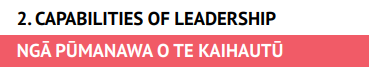 2. CAPABILITIES OF LEADERSHIP
NGĀ PŪMANAWA O TE KAIHAUTŪ